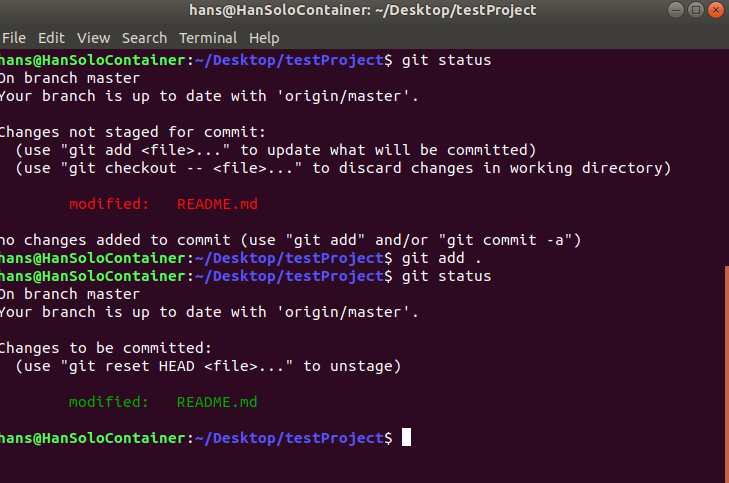 hans@HanSoloContainer: ~/Desktop/testProject
File Edit View Search Terminal Help
hans@HanSoloContainer:~/Desktop/testProject$ git status
On branch master
Your branch is up to date with 'origin/master'.
Changes not staged for commit:
  (use "git add <file>..." to update what will be committed)
  (use "git checkout -- <file>..." to discard changes in working directory)
        modified:   README.md
no changes added to commit (use "git add" and/or "git commit -a")
hans@HanSoloContainer:~/Desktop/testProject$ git add .
hans@HanSoloContainer:~/Desktop/testProject$ git status
On branch master
Your branch is up to date with 'origin/master'.
Changes to be committed:
  (use "git reset HEAD <file>..." to unstage)
        modified:   README.md
hans@HanSoloContainer:~/Desktop/testProject$